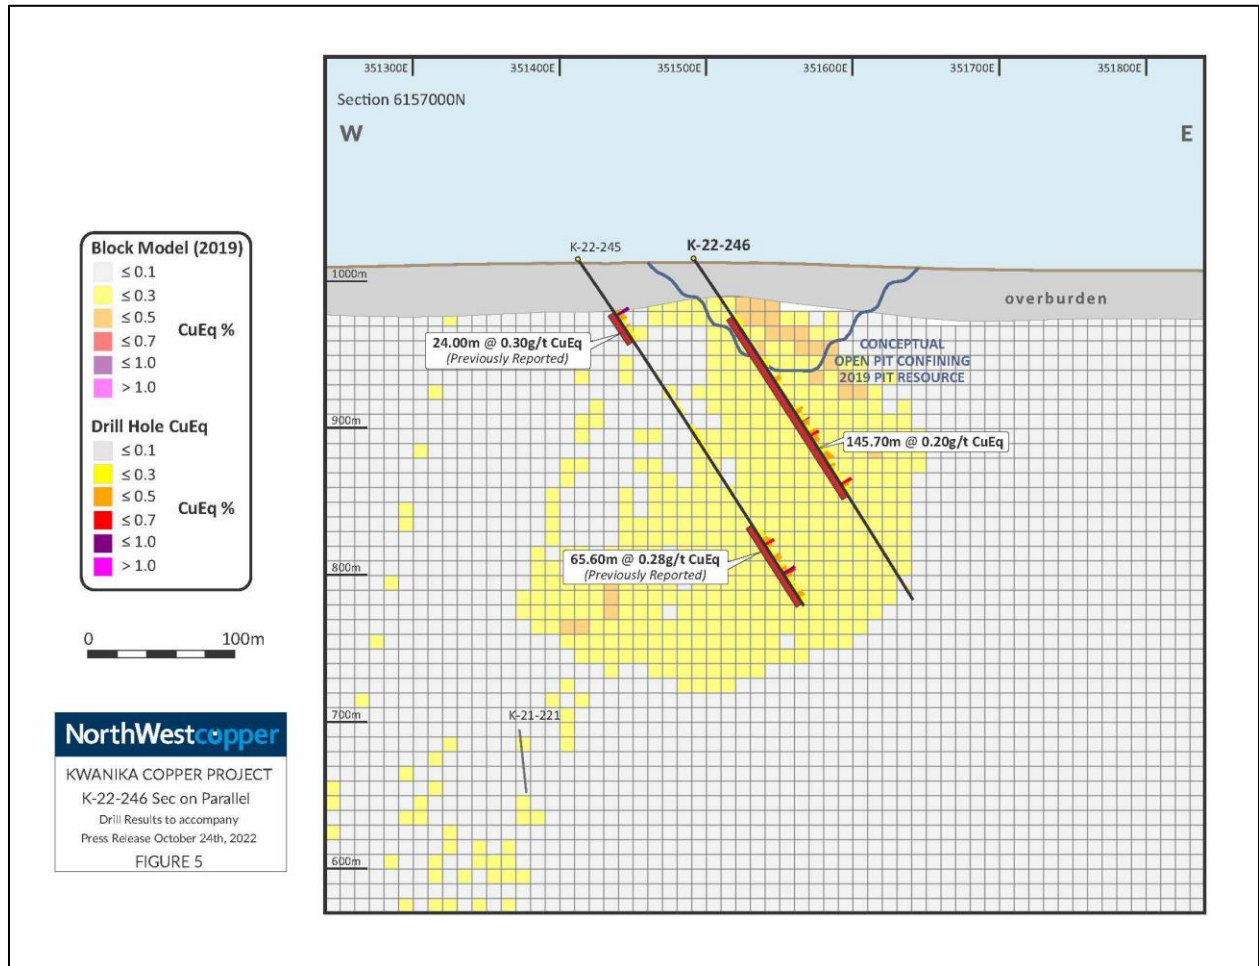 351300E 351400E 351500E 351600E 351700E 351800E
Section 6157000N
W E
K-22-245 K-22-246
1000m
overburden
24.00m @ 0.30g/t CuEq
(Previously Reported)
CONCEPTUAL
OPEN PIT CONFINING
2019 PIT RESOURCE
900m
145.70m @ 0.20g/t CuEq
65.60m @ 0.28g/t CuEq
(Previously Reported)
800m
700m
K-21-221
600m
Block Model (2019)
≤ 0.1
≤ 0.3
≤ 0.5
CuEq %
≤ 0.7
≤ 1.0
> 1.0
Drill Hole CuEq
≤ 0.1
≤ 0.3
≤ 0.5
CuEq %
≤ 0.7
≤ 1.0
> 1.0
0 100m
NorthWestcopper
KWANIKA COPPER PROJECT
K-22-246 Sec on Parallel
Drill Results to accompany
Press Release October 24th, 2022
FIGURE 5